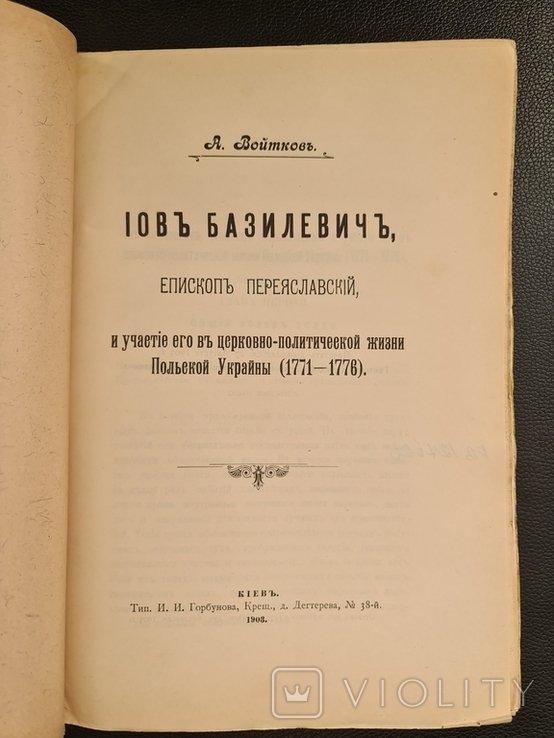 А. Войтковъ.
ІОВЪ БАЗИЛЕВИЧЪ,
ЕПИСКОПЪ ПЕРЕЯСЛАВСКІЙ,
и участіе его въ церковно-политической жизни
Польской Украйны (1771—1776).
КІЕВЪ.
Тип. И. И. Горбунова, Крещ., д. Дегтерева, № 38-й.
1903.
VIOLITY